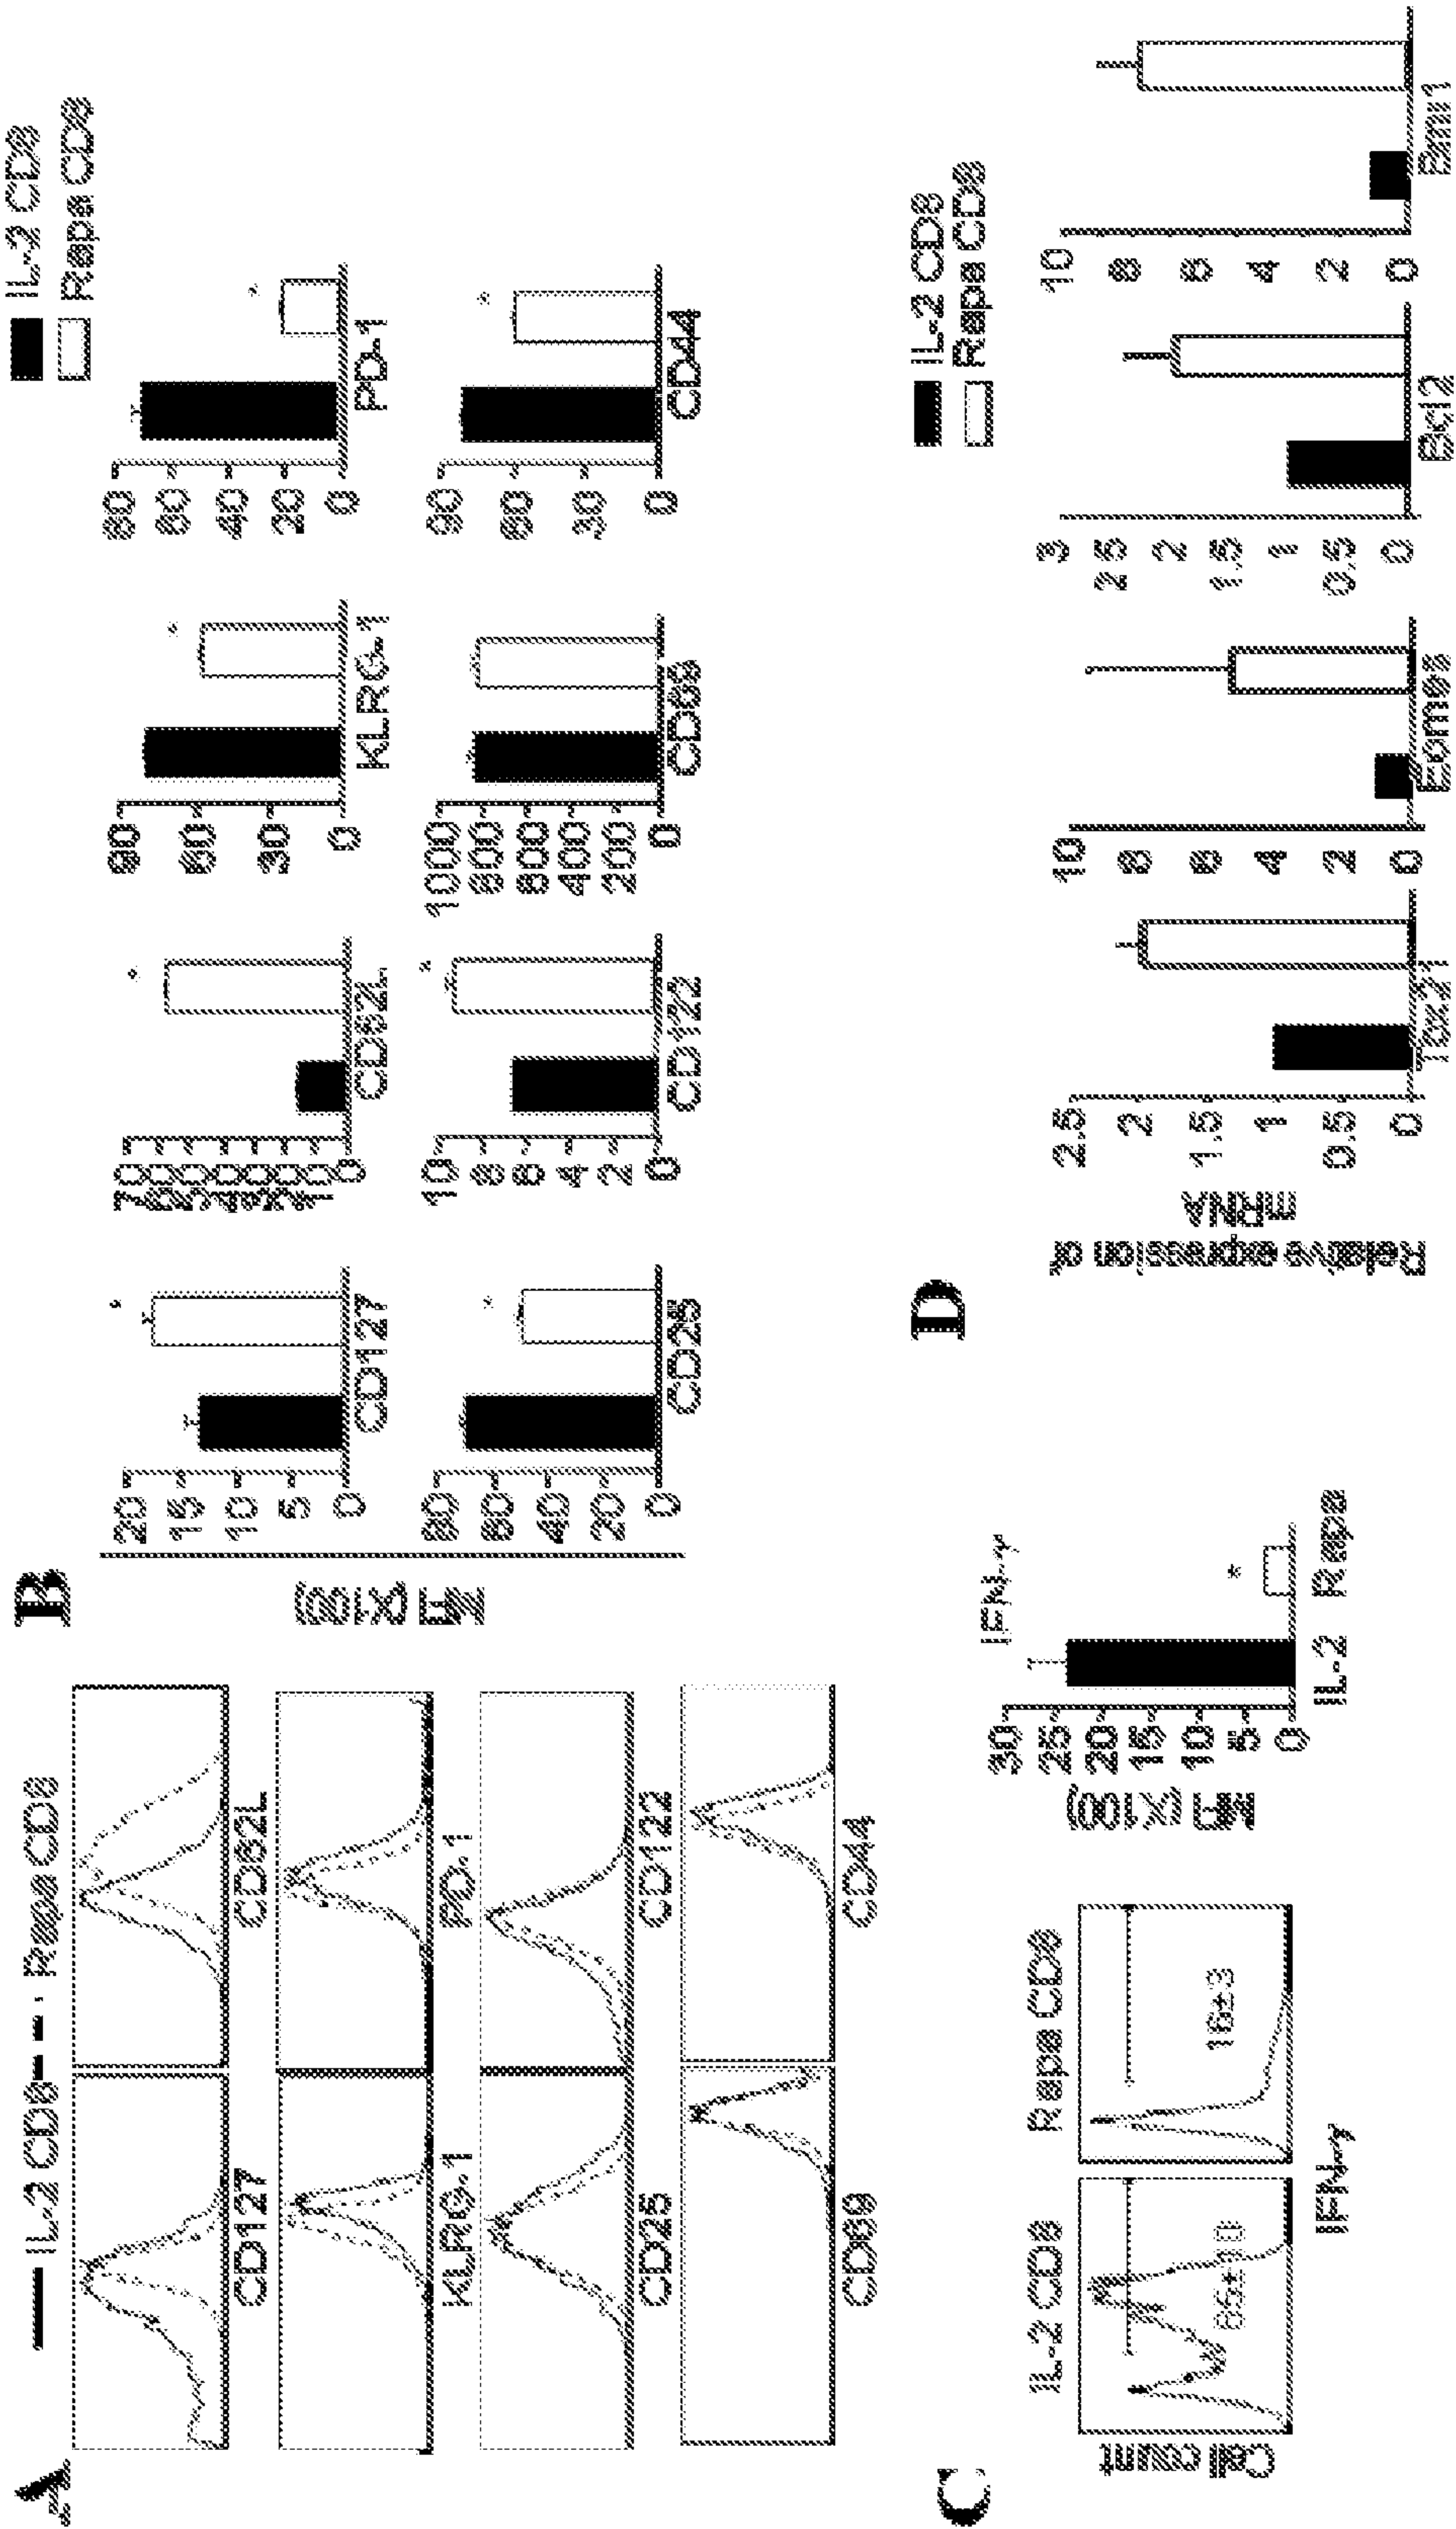 A
IL-2 CD8 Rapa CD8
CD127 CD62L
KLRG-1 PD-1
CD25 CD122
CD69 CD44
B
IL-2 CD8
Rapa CD8
MFI (X100)
20
15
10
5
0
CD127
70
10
0
CD62L
90
60
30
0
KLRG-1
80
60
40
20
0
PD-1
*
*
*
*
80
60
40
20
0
CD25
10
8
6
4
2
0
CD122
1000
800
600
400
200
0
CD69
90
60
30
0
CD44
*
*
*
C
IL-2 CD8 Rapa CD8
Cell count
65±10
16±3
IFN-γ
IFN-γ
MFI (X100)
30
25
20
15
10
5
0
*
IL-2 Rapa
D
IL-2 CD8
Rapa CD8
Relative expression of
mRNA
2.5
2
1.5
1
0.5
0
Tbx21
10
8
6
4
2
0
Eomes
3
2.5
2
1.5
1
0.5
0
Bcl2
10
8
6
4
2
0
Bmi1